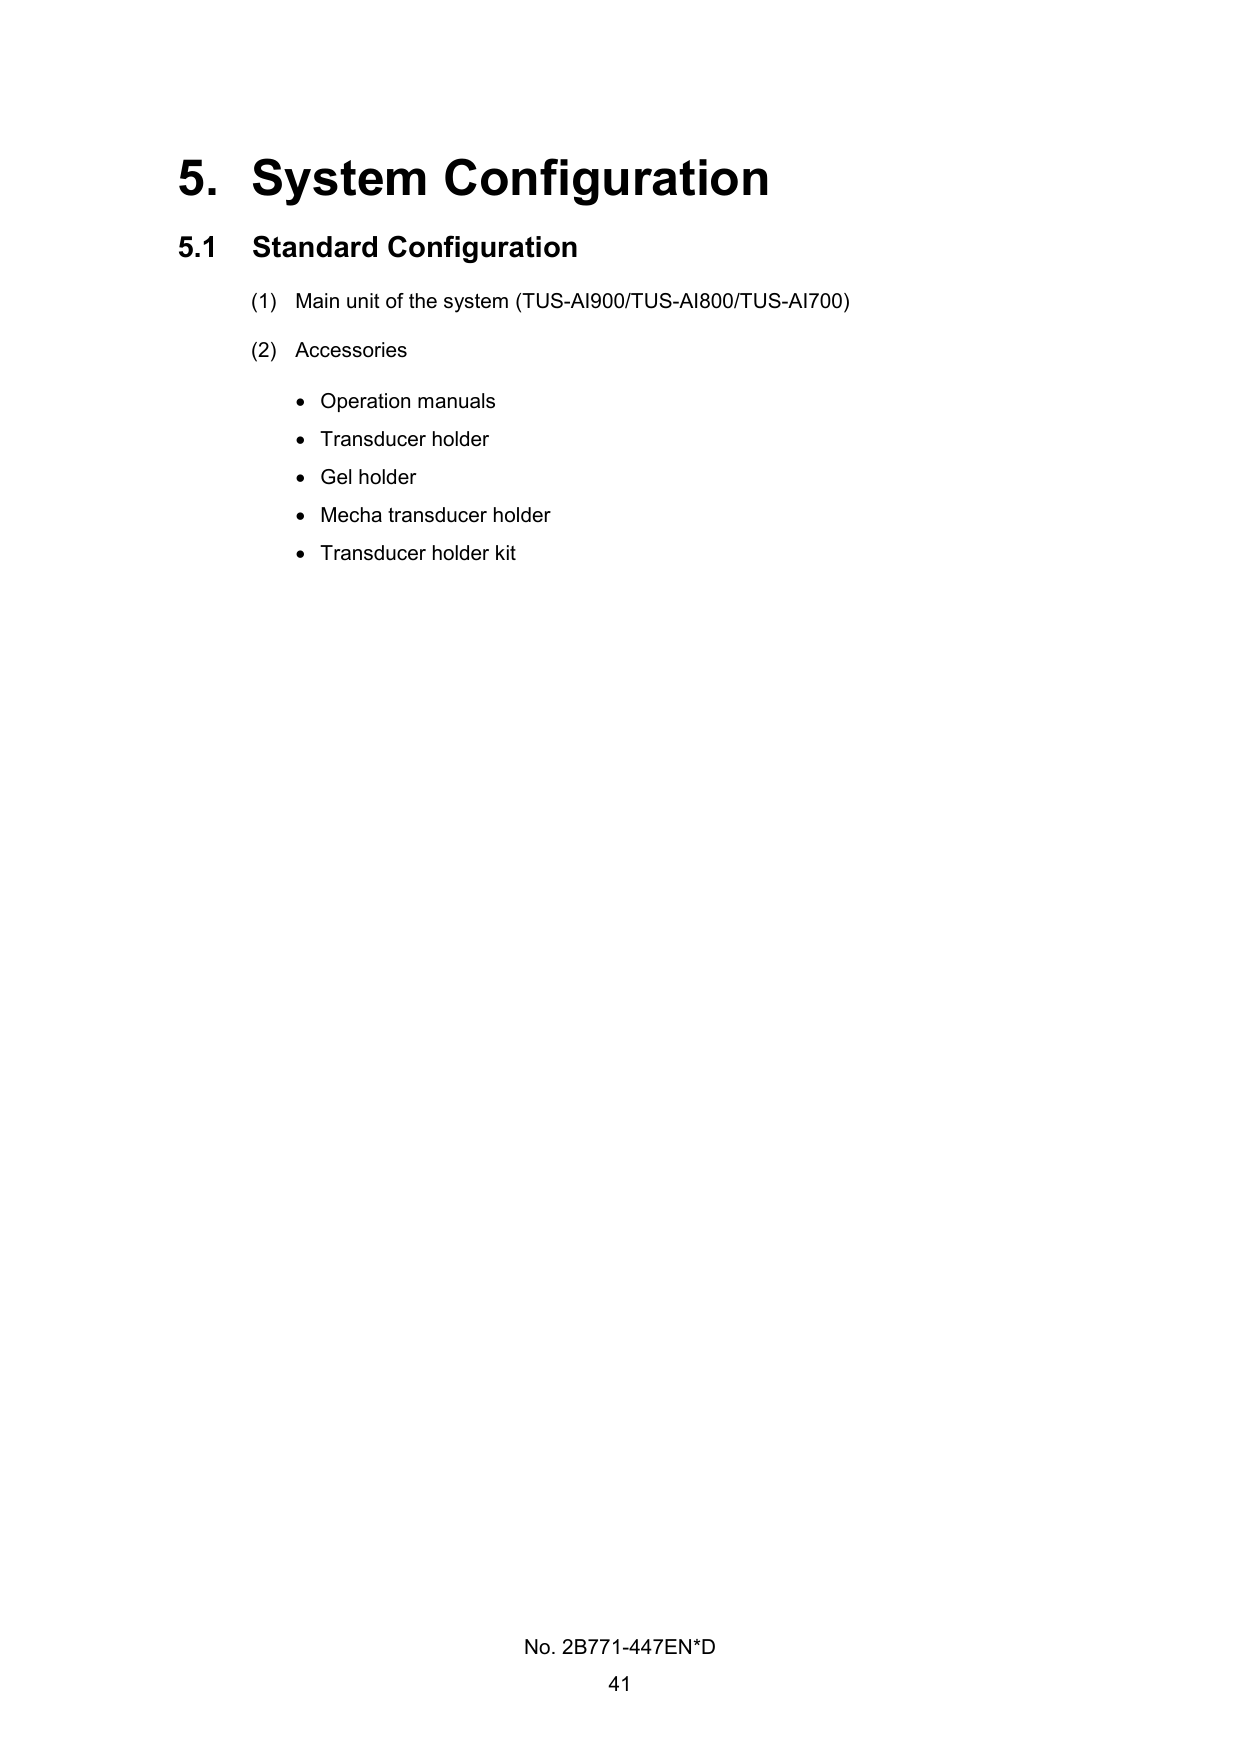 5. System Configuration
5.1 Standard Configuration
(1) Main unit of the system (TUS-AI900/TUS-AI800/TUS-AI700)
(2) Accessories
• Operation manuals
• Transducer holder
• Gel holder
• Mecha transducer holder
• Transducer holder kit
No. 2B771-447EN*D
41